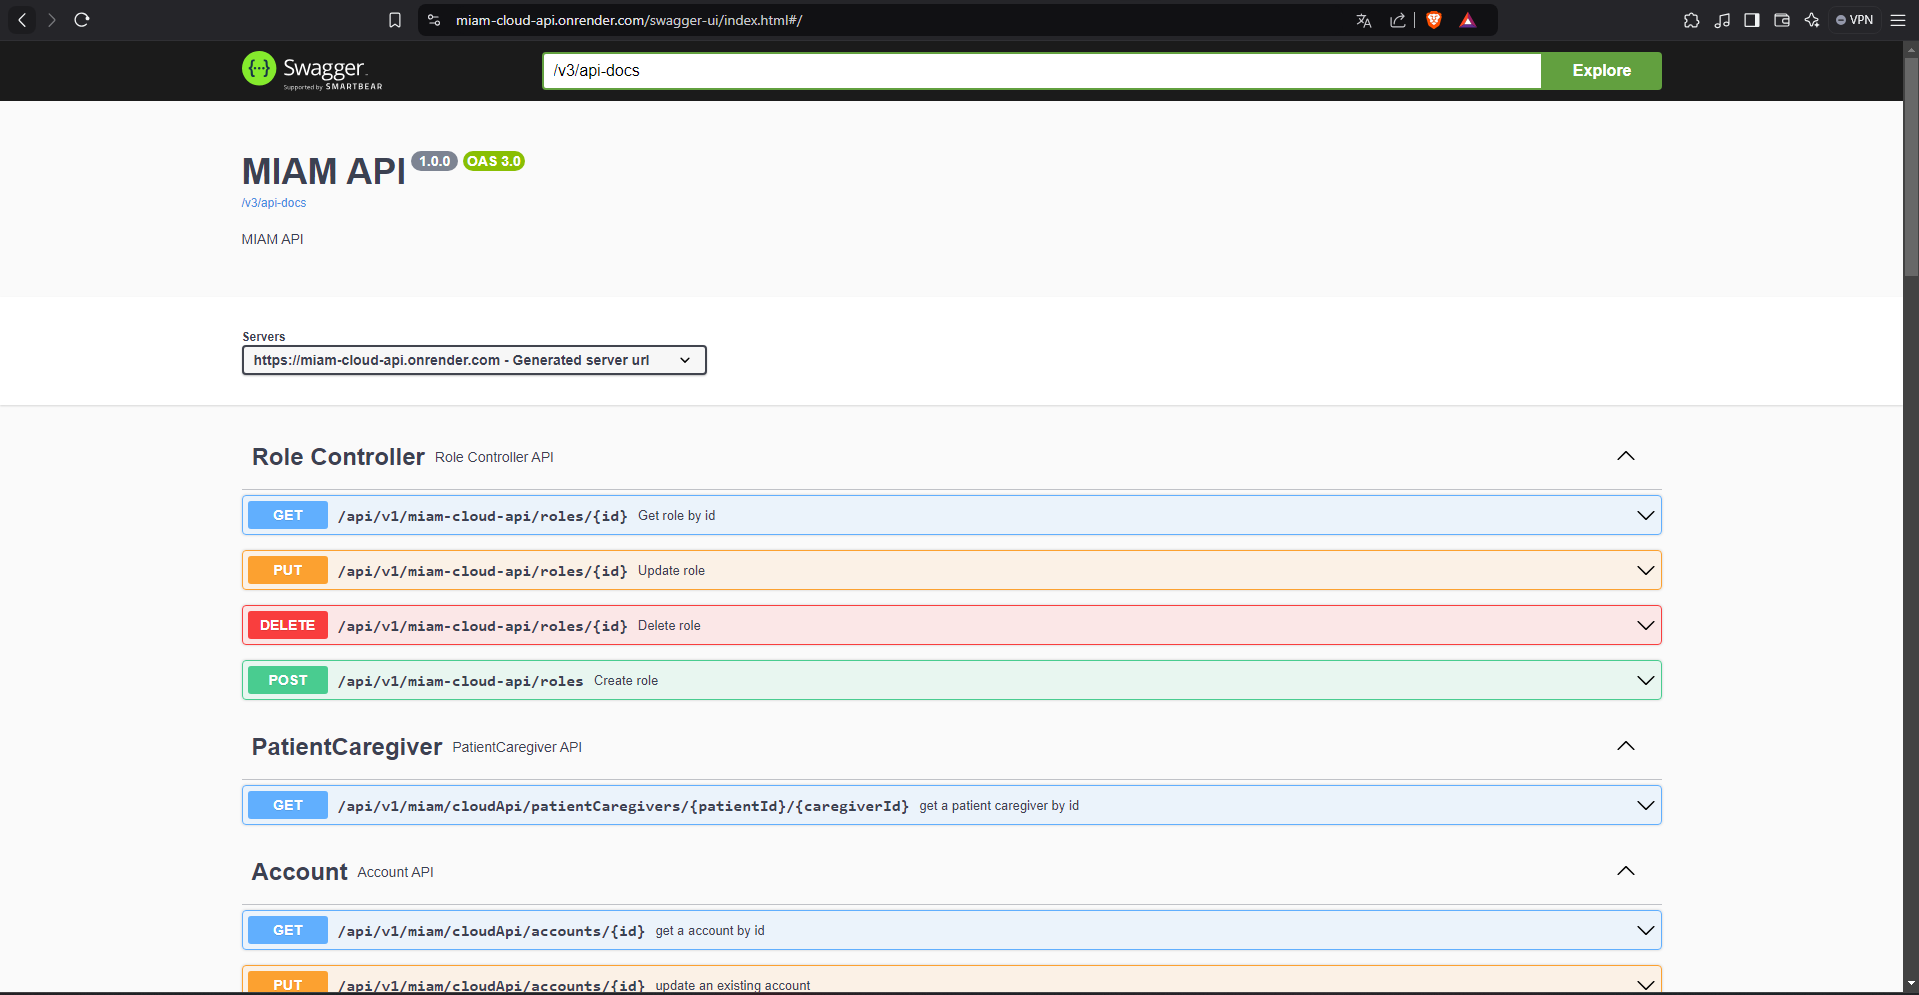 miam-cloud-api.onrender.com/swagger-ui/index.html#/
VPN
Swagger
Supported by SMARTBEAR
/v3/api-docs
Explore
MIAM API 1.0.0 OAS 3.0
/v3/api-docs
MIAM API
Servers
https://miam-cloud-api.onrender.com - Generated server url
Role Controller Role Controller API
GET /api/v1/miam-cloud-api/roles/{id} Get role by id
PUT /api/v1/miam-cloud-api/roles/{id} Update role
DELETE /api/v1/miam-cloud-api/roles/{id} Delete role
POST /api/v1/miam-cloud-api/roles Create role
PatientCaregiver PatientCaregiver API
GET /api/v1/miam/cloudApi/patientCaregivers/{patientId}/{caregiverId} get a patient caregiver by id
Account Account API
GET /api/v1/miam/cloudApi/accounts/{id} get a account by id
PUT /api/v1/miam/cloudApi/accounts/{id} update an existing account